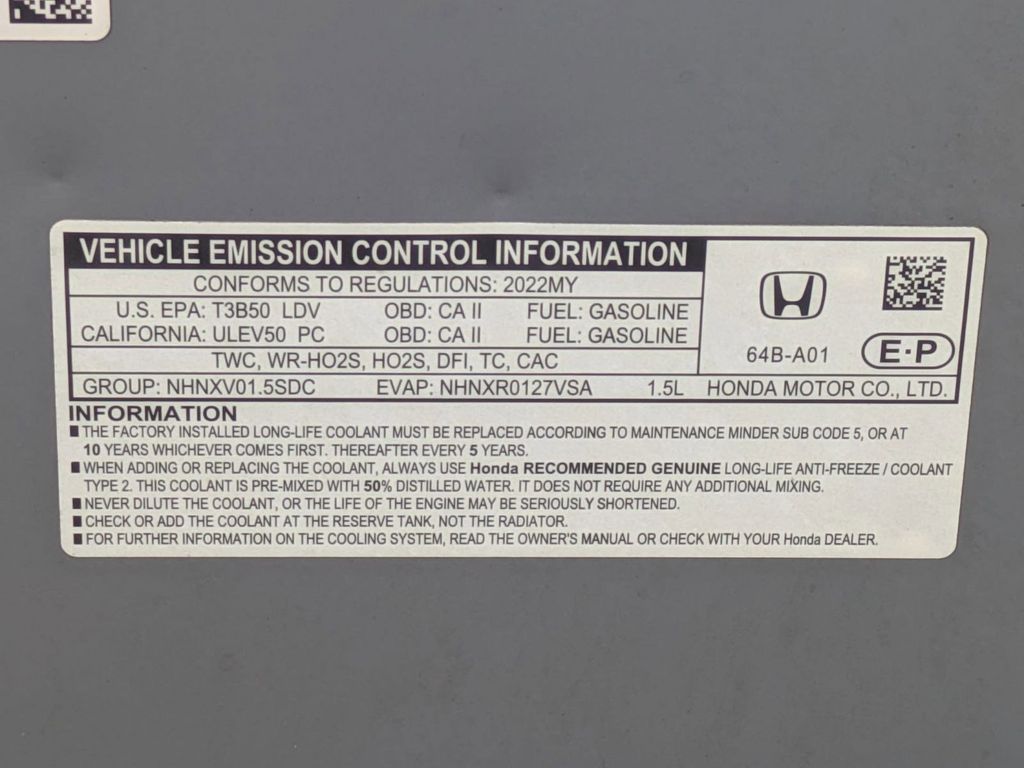 VEHICLE EMISSION CONTROL INFORMATION
CONFORMS TO REGULATIONS: 2022MY
U.S. EPA: T3B50 LDV OBD: CA II FUEL: GASOLINE
CALIFORNIA: ULEV50 PC OBD: CA II FUEL: GASOLINE
TWC, WR-HO2S, HO2S, DFI, TC, CAC
64B-A01 E·P
GROUP: NHNXV01.5SDC EVAP: NHNXR0127VSA 1.5L HONDA MOTOR CO., LTD.
INFORMATION
■ THE FACTORY INSTALLED LONG-LIFE COOLANT MUST BE REPLACED ACCORDING TO MAINTENANCE MINDER SUB CODE 5, OR AT
10 YEARS WHICHEVER COMES FIRST. THEREAFTER EVERY 5 YEARS.
■ WHEN ADDING OR REPLACING THE COOLANT, ALWAYS USE Honda RECOMMENDED GENUINE LONG-LIFE ANTI-FREEZE / COOLANT
TYPE 2. THIS COOLANT IS PRE-MIXED WITH 50% DISTILLED WATER. IT DOES NOT REQUIRE ANY ADDITIONAL MIXING.
■ NEVER DILUTE THE COOLANT, OR THE LIFE OF THE ENGINE MAY BE SERIOUSLY SHORTENED.
■ CHECK OR ADD THE COOLANT AT THE RESERVE TANK, NOT THE RADIATOR.
■ FOR FURTHER INFORMATION ON THE COOLING SYSTEM, READ THE OWNER'S MANUAL OR CHECK WITH YOUR Honda DEALER.